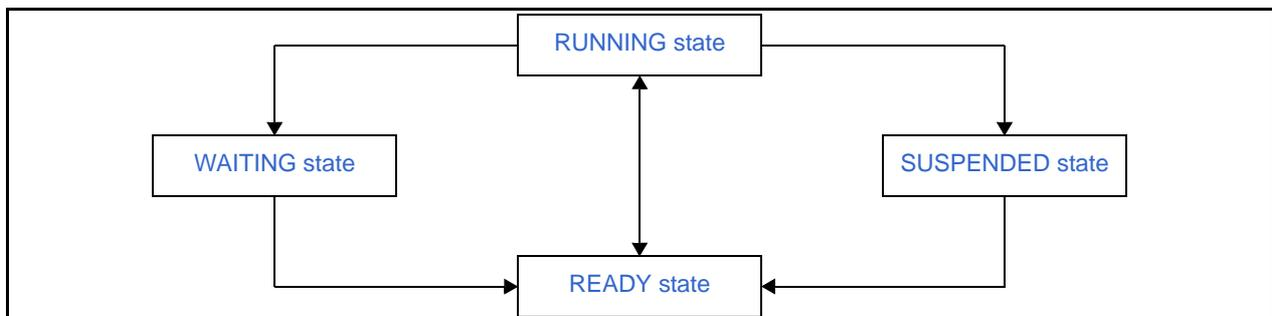 RUNNING state
WAITING state
SUSPENDED state
READY state